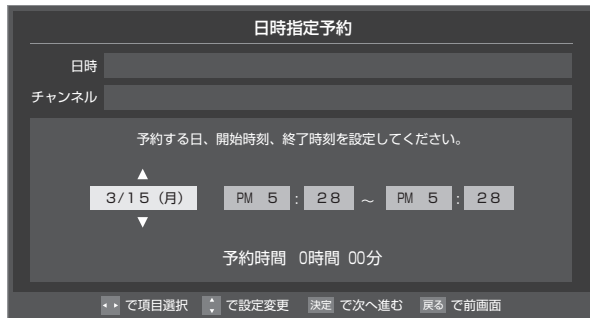 日時指定予約
日時
チャンネル
予約する日、開始時刻、終了時刻を設定してください。
▲
3/15 (月) PM 5 : 28 ～ PM 5 : 28
▼
予約時間 0時間 00分
で項目選択 で設定変更 決定 で次へ進む 戻る で前画面